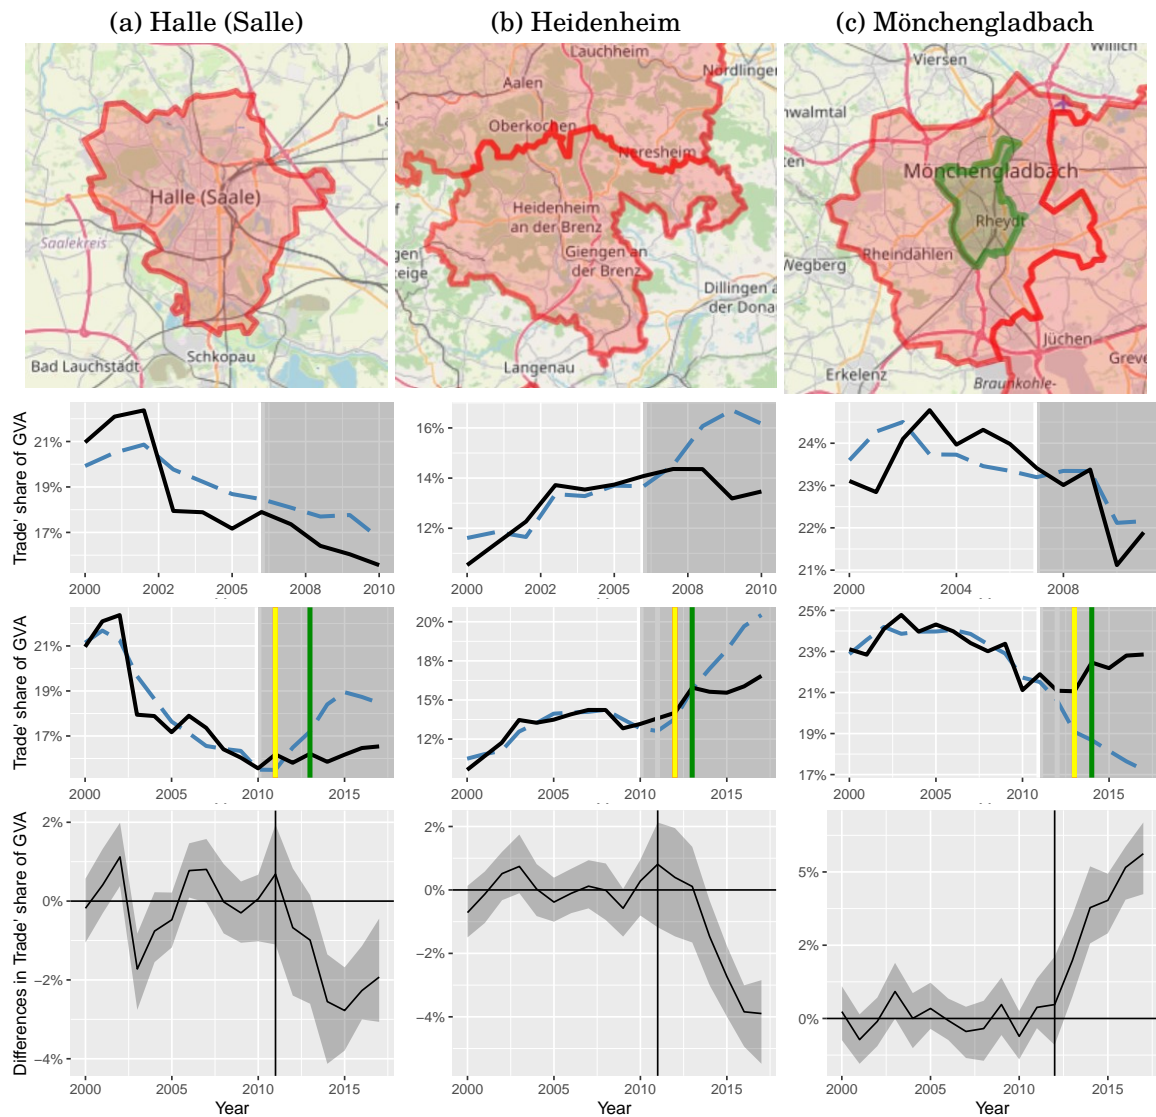 (a) Halle (Salle)
(b) Heidenheim
(c) Mönchengladbach
Halle (Saale)
Saalekreis
Schkopau
Bad Lauchstädt
Lauchheim
Aalen
Nördlingen
Oberkochen
Neresheim
Heidenheim
an der Brenz
Giengen an
der Brenz
Dillingen a
der Dona
Langenau
Willich
Viersen
nwalmtal
Mönchengladbach
Rheydt
Rheindahlen
Wegberg
Jüchen
Greve
Erkelenz
Braunkohle-
Trade' share of GVA
21%
19%
17%
2000
2002
2005
2008
2010
16%
14%
12%
2000
2002
2005
2008
2010
24%
23%
22%
21%
2000
2004
2008
Trade' share of GVA
21%
19%
17%
2000
2005
2010
2015
20%
18%
15%
12%
2000
2005
2010
2015
25%
23%
21%
19%
17%
2000
2005
2010
2015
Differences in Trade' share of GVA
2%
0%
−2%
−4%
2000
2005
2010
2015
Year
2%
0%
−2%
−4%
2000
2005
2010
2015
Year
5%
2%
0%
2000
2005
2010
2015
Year